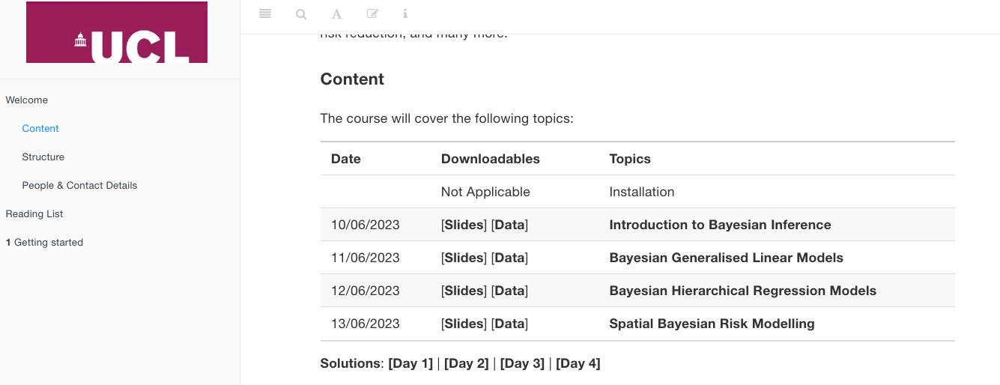 UCL
Welcome
Content
Structure
People & Contact Details
Reading List
1 Getting started
risk reduction, and many more.
Content
The course will cover the following topics:
Date Downloadables Topics
Not Applicable Installation
10/06/2023 [Slides] [Data] Introduction to Bayesian Inference
11/06/2023 [Slides] [Data] Bayesian Generalised Linear Models
12/06/2023 [Slides] [Data] Bayesian Hierarchical Regression Models
13/06/2023 [Slides] [Data] Spatial Bayesian Risk Modelling
Solutions: [Day 1] | [Day 2] | [Day 3] | [Day 4]